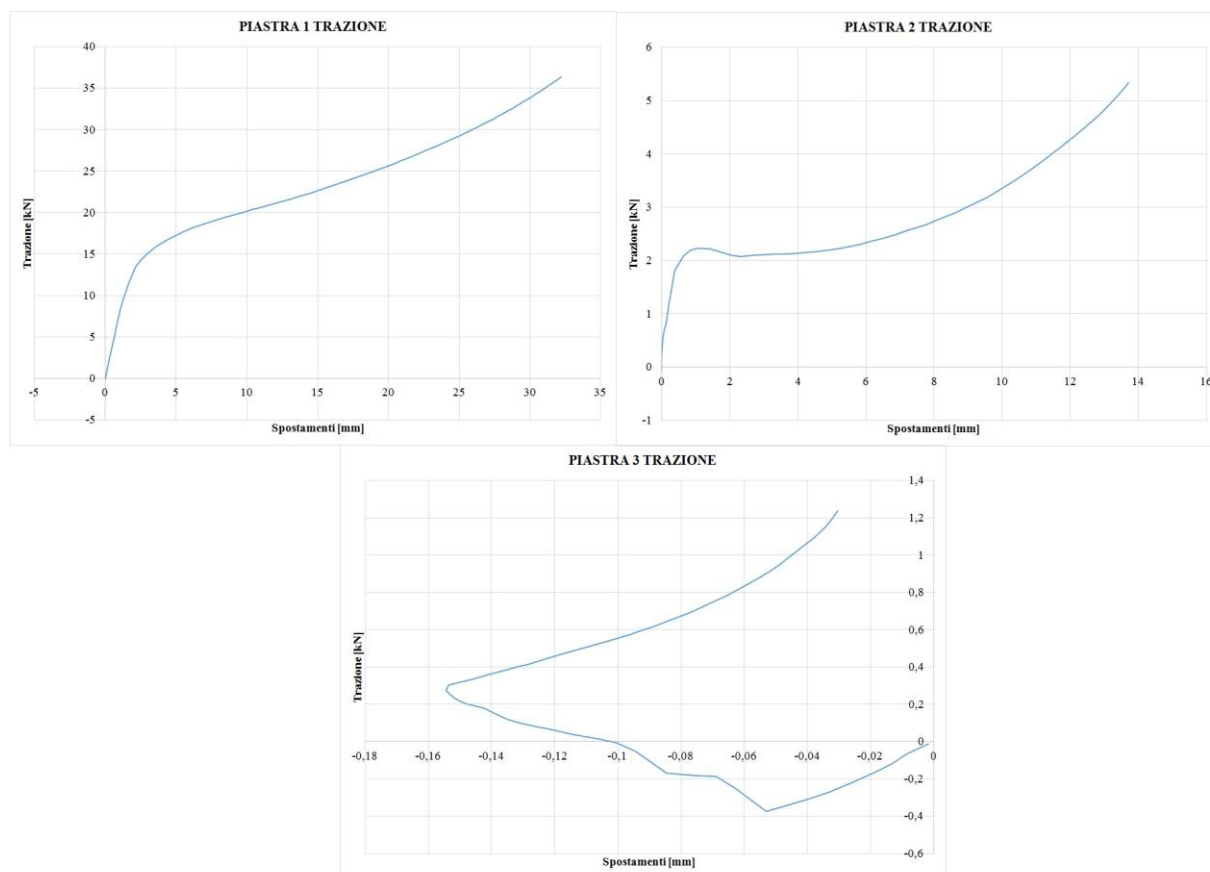 PIASTRA 1 TRAZIONE
40
35
30
25
20
15
10
5
0
-5
-5 0 5 10 15 20 25 30 35
Trazione [kN]
Spostamenti [mm]
PIASTRA 2 TRAZIONE
6
5
4
3
2
1
0
-1
0 2 4 6 8 10 12 14 16
Trazione [kN]
Spostamenti [mm]
PIASTRA 3 TRAZIONE
1,4
1,2
1
0,8
0,6
0,4
0,2
0
-0,2
-0,4
-0,6
-0,18 -0,16 -0,14 -0,12 -0,1 -0,08 -0,06 -0,04 -0,02 0
Trazione [kN]
Spostamenti [mm]